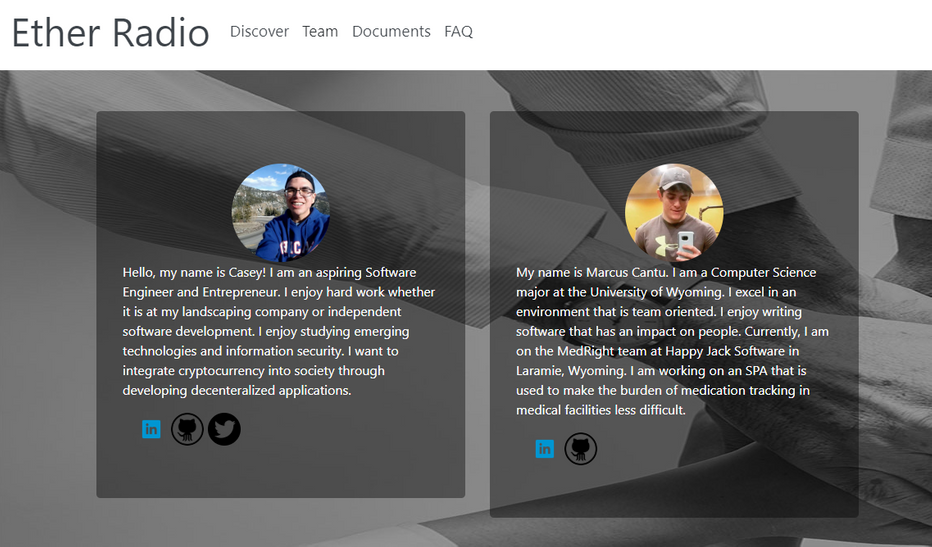 Ether Radio Discover Team Documents FAQ
Hello, my name is Casey! I am an aspiring Software
Engineer and Entrepreneur. I enjoy hard work whether
it is at my landscaping company or independent
software development. I enjoy studying emerging
technologies and information security. I want to
integrate cryptocurrency into society through
developing decenteralized applications.
in
My name is Marcus Cantu. I am a Computer Science
major at the University of Wyoming. I excel in an
environment that is team oriented. I enjoy writing
software that has an impact on people. Currently, I am
on the MedRight team at Happy Jack Software in
Laramie, Wyoming. I am working on an SPA that is
used to make the burden of medication tracking in
medical facilities less difficult.
in